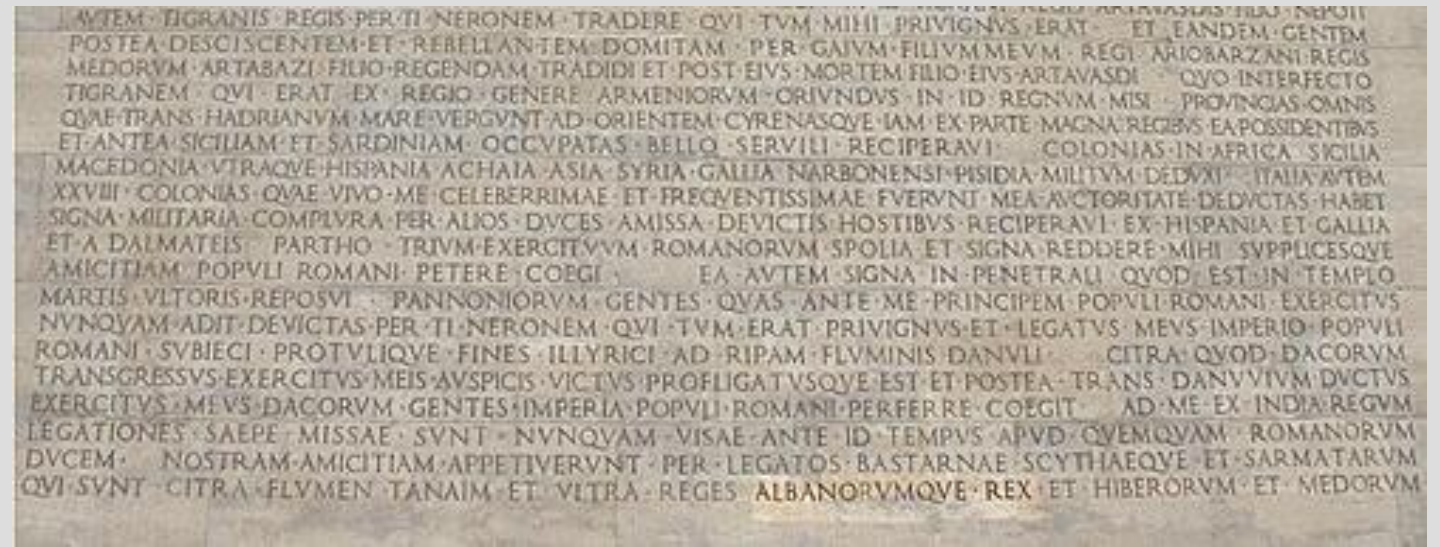 AVTEM TIGRANIS REGIS·PER·TI NERONEM · TRADERE · QVI TVM MIHI PRIVIGNVS·ERAT · ET EANDEM·GENTEM
POSTEA·DESCISCENTEM·ET · REBELLANTEM·DOMITAM · PER·GAIVM·FILIVM MEVM · REGI ARIOBARZANI·REGIS
MEDORVM·ARTABAZI·FILIO·REGENDAM·TRADIDI ET·POST·EIVS·MORTEM FILIO·EIVS·ARTAVASDI · QVO·INTERFECTO
TIGRANEM · QVI · ERAT · EX · REGIO · GENERE · ARMENIORVM·ORIVNDVS · IN · ID · REGNVM·MISI · PROVINCIAS·OMNIS
QVAE·TRANS·HADRIANVM·MARE·VERGVNT·AD·ORIENTEM·CYRENASQVE·IAM·EX·PARTE·MAGNA·REGIBVS EA·POSSIDENTIBVS
ET·ANTEA·SICILIAM·ET·SARDINIAM·OCCVPATAS·BELLO · SERVILI·RECIPERAVI · COLONIAS·IN·AFRICA SICILIA
MACEDONIA·VTRAQVE·HISPANIA·ACHAIA·ASIA·SYRIA·GALLIA NARBONENSI·PISIDIA·MILITVM·DEDVXI · ITALIA·AVTEM
XXVIII · COLONIAS·QVAE·VIVO·ME·CELEBERRIMAE · ET·FREQVENTISSIMAE FVERVNT·MEA·AVCTORITATE·DEDVCTAS·HABET
SIGNA·MILITARIA·COMPLVRA·PER·ALIOS·DVCES·AMISSA·DEVICTIS·HOSTIBVS·RECIPERAVI·EX·HISPANIA·ET·GALLIA
ET·A DALMATEIS PARTHO · TRIVM·EXERCITVVM·ROMANORVM·SPOLIA·ET·SIGNA·REDDERE·MIHI SVPPLICESQVE
AMICITIAM·POPVLI ROMANI·PETERE·COEGI · EA·AVTEM SIGNA IN·PENETRALI QVOD·EST·IN·TEMPLO
MARTIS·VLTORIS·REPOSVI · PANNONIORVM·GENTES·QVAS·ANTE·ME·PRINCIPEM·POPVLI·ROMANI·EXERCITVS
NVNQVAM·ADIT·DEVICTAS·PER·TI·NERONEM·QVI·TVM·ERAT PRIVIGNVS·ET·LEGATVS·MEVS·IMPERIO·POPVLI
ROMANI·SVBIECI·PROTVLIQVE·FINES·ILLYRICI·AD·RIPAM·FLVMINIS DANVLI · CITRA·QVOD·DACORVM
TRANSGRESSVS·EXERCITVS·MEIS·AVSPICIS·VICTVS·PROFLIGATVSQVE EST·ET·POSTEA·TRANS·DANVVIVM·DVCTVS
EXERCITVS·MEVS·DACORVM·GENTES·IMPERIA·POPVLI·ROMANI·PERFERRE·COEGIT AD·ME·EX·INDIA·REGVM
LEGATIONES·SAEPE·MISSAE·SVNT·NVNQVAM·VISAE·ANTE·ID·TEMPVS·APVD·QVEMQVAM·ROMANORVM
DVCEM· NOSTRAM·AMICITIAM·APPETIVERVNT·PER·LEGATOS·BASTARNAE SCYTHAEQVE·ET·SARMATARVM
QVI·SVNT·CITRA·FLVMEN TANAIM·ET·VLTRA·REGES ALBANORVMQVE·REX·ET·HIBERORVM·ET·MEDORVM